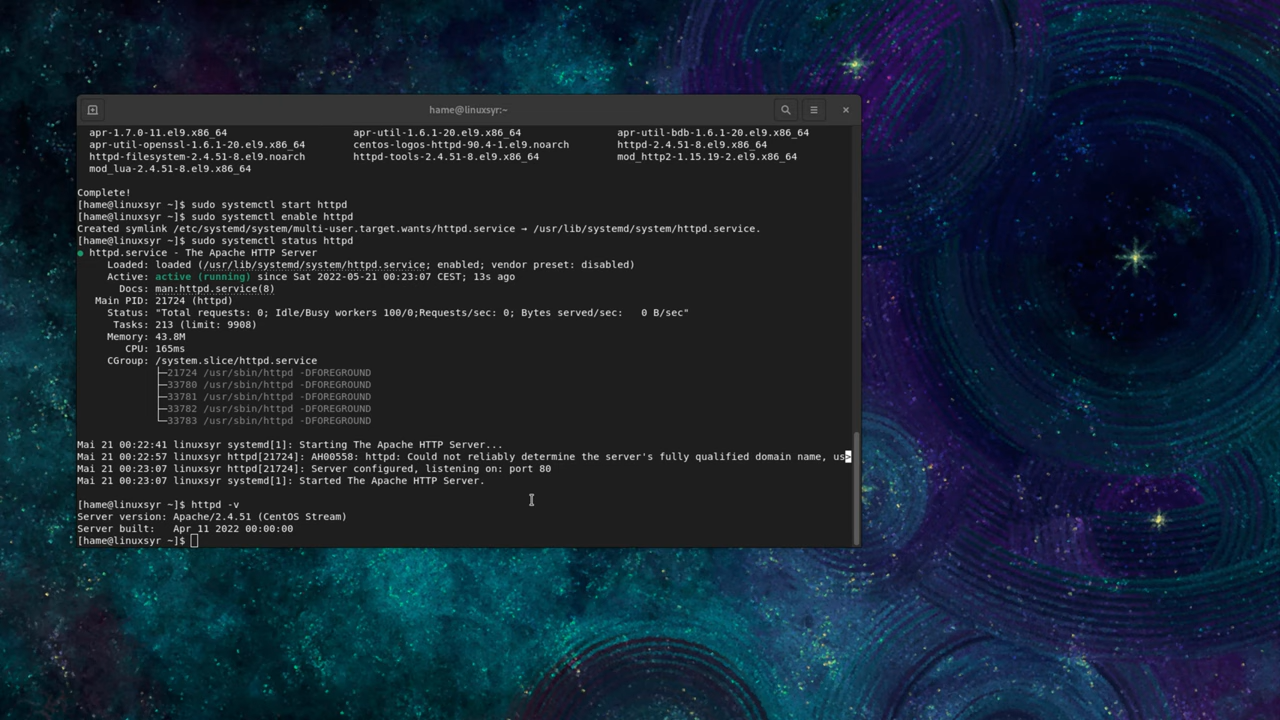 hame@linuxsyr:~
apr-1.7.0-11.el9.x86_64 apr-util-1.6.1-20.el9.x86_64 apr-util-bdb-1.6.1-20.el9.x86_64
apr-util-openssl-1.6.1-20.el9.x86_64 centos-logos-httpd-90.4-1.el9.noarch httpd-2.4.51-8.el9.x86_64
httpd-filesystem-2.4.51-8.el9.noarch httpd-tools-2.4.51-8.el9.x86_64 mod_http2-1.15.19-2.el9.x86_64
mod_lua-2.4.51-8.el9.x86_64
Complete!
[hame@linuxsyr ~]$ sudo systemctl start httpd
[hame@linuxsyr ~]$ sudo systemctl enable httpd
Created symlink /etc/systemd/system/multi-user.target.wants/httpd.service → /usr/lib/systemd/system/httpd.service.
[hame@linuxsyr ~]$ sudo systemctl status httpd
● httpd.service - The Apache HTTP Server
Loaded: loaded (/usr/lib/systemd/system/httpd.service; enabled; vendor preset: disabled)
Active: active (running) since Sat 2022-05-21 00:23:07 CEST; 13s ago
Docs: man:httpd.service(8)
Main PID: 21724 (httpd)
Status: "Total requests: 0; Idle/Busy workers 100/0;Requests/sec: 0; Bytes served/sec:   0 B/sec"
Tasks: 213 (limit: 9908)
Memory: 43.8M
CPU: 165ms
CGroup: /system.slice/httpd.service
├─21724 /usr/sbin/httpd -DFOREGROUND
├─33780 /usr/sbin/httpd -DFOREGROUND
├─33781 /usr/sbin/httpd -DFOREGROUND
├─33782 /usr/sbin/httpd -DFOREGROUND
└─33783 /usr/sbin/httpd -DFOREGROUND
Mai 21 00:22:41 linuxsyr systemd[1]: Starting The Apache HTTP Server...
Mai 21 00:22:57 linuxsyr httpd[21724]: AH00558: httpd: Could not reliably determine the server's fully qualified domain name, us>
Mai 21 00:23:07 linuxsyr httpd[21724]: Server configured, listening on: port 80
Mai 21 00:23:07 linuxsyr systemd[1]: Started The Apache HTTP Server.
[hame@linuxsyr ~]$ httpd -v
Server version: Apache/2.4.51 (CentOS Stream)
Server built:   Apr 11 2022 00:00:00
[hame@linuxsyr ~]$